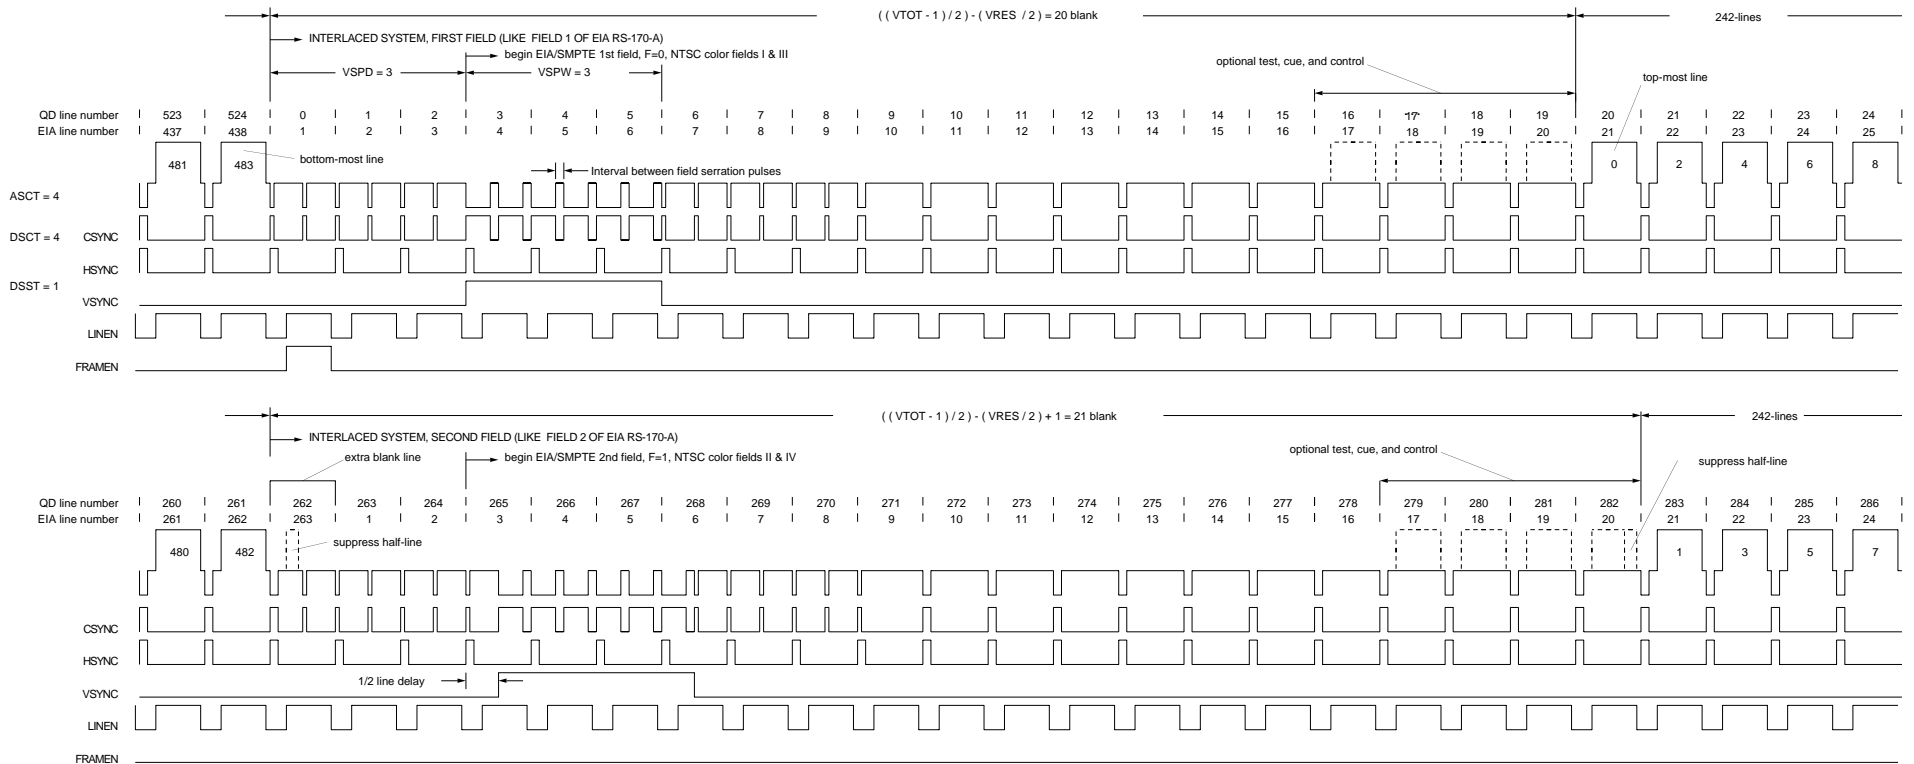 ( ( VTOT - 1 ) / 2 ) - ( VRES / 2 ) = 20 blank
242-lines
INTERLACED SYSTEM, FIRST FIELD (LIKE FIELD 1 OF EIA RS-170-A)
begin EIA/SMPTE 1st field, F=0, NTSC color fields I & III
VSPD = 3
VSPW = 3
optional test, cue, and control
top-most line
QD line number 523 524 0 1 2 3 4 5 6 7 8 9 10 11 12 13 14 15 16 17 18 19 20 21 22 23 24
EIA line number 437 438 1 2 3 4 5 6 7 8 9 10 11 12 13 14 15 16 17 18 19 20 21 22 23 24 25
bottom-most line
481 483 0 2 4 6 8
Interval between field serration pulses
ASCT = 4
DSCT = 4 CSYNC
HSYNC
DSST = 1
VSYNC
LINEN
FRAMEN
( ( VTOT - 1 ) / 2 ) - ( VRES / 2 ) + 1 = 21 blank
242-lines
INTERLACED SYSTEM, SECOND FIELD (LIKE FIELD 2 OF EIA RS-170-A)
extra blank line
begin EIA/SMPTE 2nd field, F=1, NTSC color fields II & IV
optional test, cue, and control
suppress half-line
QD line number 260 261 262 263 264 265 266 267 268 269 270 271 272 273 274 275 276 277 278 279 280 281 282 283 284 285 286
EIA line number 261 262 263 1 2 3 4 5 6 7 8 9 10 11 12 13 14 15 16 17 18 19 20 21 22 23 24
suppress half-line
480 482 1 3 5 7
CSYNC
HSYNC
1/2 line delay
VSYNC
LINEN
FRAMEN